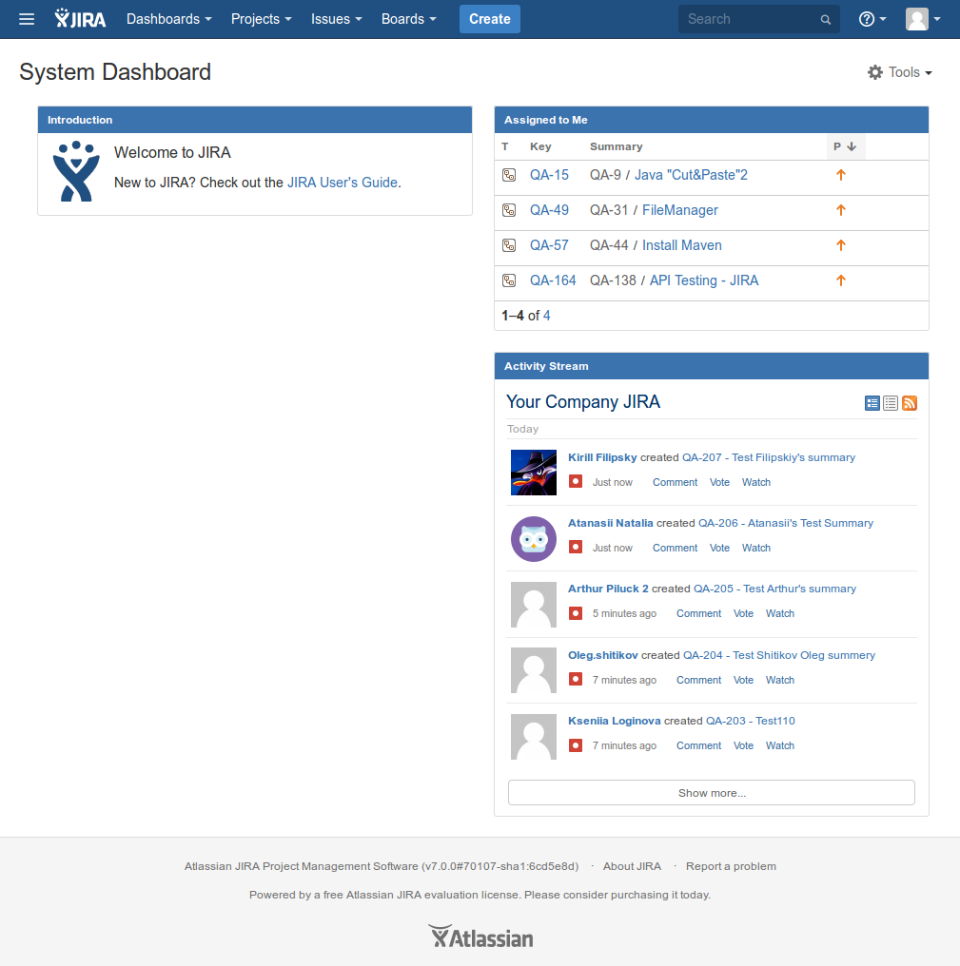 JIRA Dashboards Projects Issues Boards Create Search
System Dashboard
Tools
Introduction
Welcome to JIRA
New to JIRA? Check out the JIRA User's Guide.
Assigned to Me
T Key Summary P
QA-15 QA-9 / Java "Cut&Paste"2
QA-49 QA-31 / FileManager
QA-57 QA-44 / Install Maven
QA-164 QA-138 / API Testing - JIRA
1–4 of 4
Activity Stream
Your Company JIRA
Today
Kirill Filipsky created QA-207 - Test Filipskiy's summary
Just now Comment Vote Watch
Atanasii Natalia created QA-206 - Atanasii's Test Summary
Just now Comment Vote Watch
Arthur Piluck 2 created QA-205 - Test Arthur's summary
5 minutes ago Comment Vote Watch
Oleg.shitikov created QA-204 - Test Shitikov Oleg summery
7 minutes ago Comment Vote Watch
Kseniia Loginova created QA-203 - Test110
7 minutes ago Comment Vote Watch
Show more...
Atlassian JIRA Project Management Software (v7.0.0#70107-sha1:6cd5e8d) · About JIRA · Report a problem
Powered by a free Atlassian JIRA evaluation license. Please consider purchasing it today.
Atlassian